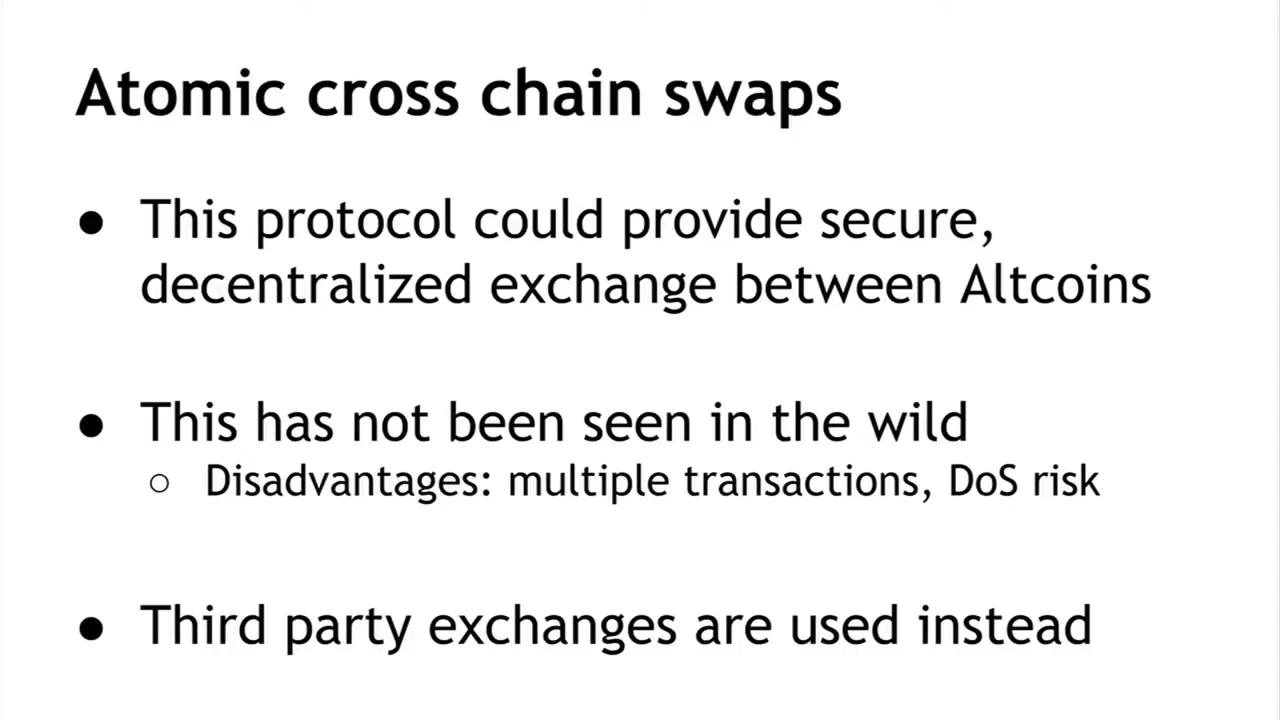 Atomic cross chain swaps
● This protocol could provide secure,
decentralized exchange between Altcoins
● This has not been seen in the wild
○ Disadvantages: multiple transactions, DoS risk
● Third party exchanges are used instead